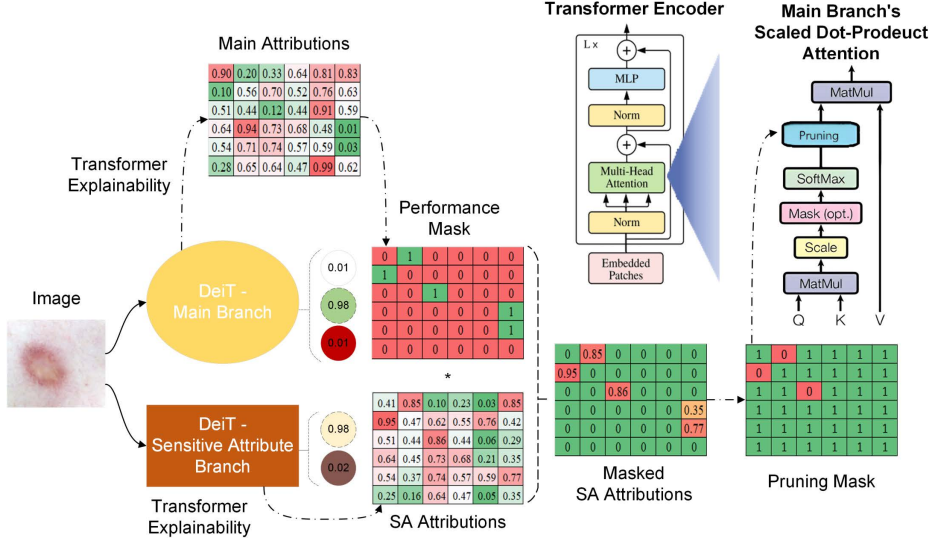 Main Attributions
0.90 0.20 0.33 0.64 0.81 0.83
0.10 0.56 0.70 0.52 0.76 0.63
0.51 0.44 0.12 0.44 0.91 0.59
0.64 0.94 0.73 0.68 0.48 0.01
0.54 0.71 0.74 0.57 0.59 0.03
0.28 0.65 0.64 0.47 0.99 0.62
Transformer
Explainability
Image
DeiT -
Main Branch
0.01
0.98
0.01
DeiT -
Sensitive Attribute
Branch
0.98
0.02
Transformer
Explainability
Performance
Mask
0 1 0 0 0 0
1 0 0 0 0 0
0 0 1 0 0 0
0 0 0 0 0 1
0 0 0 0 0 1
0 0 0 0 0 0
*
0.41 0.85 0.10 0.23 0.03 0.85
0.95 0.47 0.62 0.55 0.76 0.42
0.51 0.44 0.86 0.44 0.06 0.29
0.64 0.45 0.73 0.68 0.21 0.35
0.54 0.37 0.74 0.57 0.59 0.77
0.25 0.16 0.64 0.47 0.05 0.35
SA Attributions
0 0.85 0 0 0 0
0.95 0 0 0 0 0
0 0 0.86 0 0 0
0 0 0 0 0 0.35
0 0 0 0 0 0.77
0 0 0 0 0 0
Masked
SA Attributions
Transformer Encoder
L x
+
MLP
Norm
+
Multi-Head
Attention
Norm
Embedded
Patches
Main Branch's
Scaled Dot-Prodeuct
Attention
MatMul
Pruning
SoftMax
Mask (opt.)
Scale
MatMul
Q K V
1 0 1 1 1 1
0 1 1 1 1 1
1 1 0 1 1 1
1 1 1 1 1 1
1 1 1 1 1 1
1 1 1 1 1 1
Pruning Mask